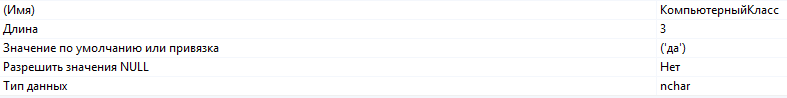 (Имя) КомпьютерныйКласс
Длина 3
Значение по умолчанию или привязка ('да')
Разрешить значения NULL Нет
Тип данных nchar